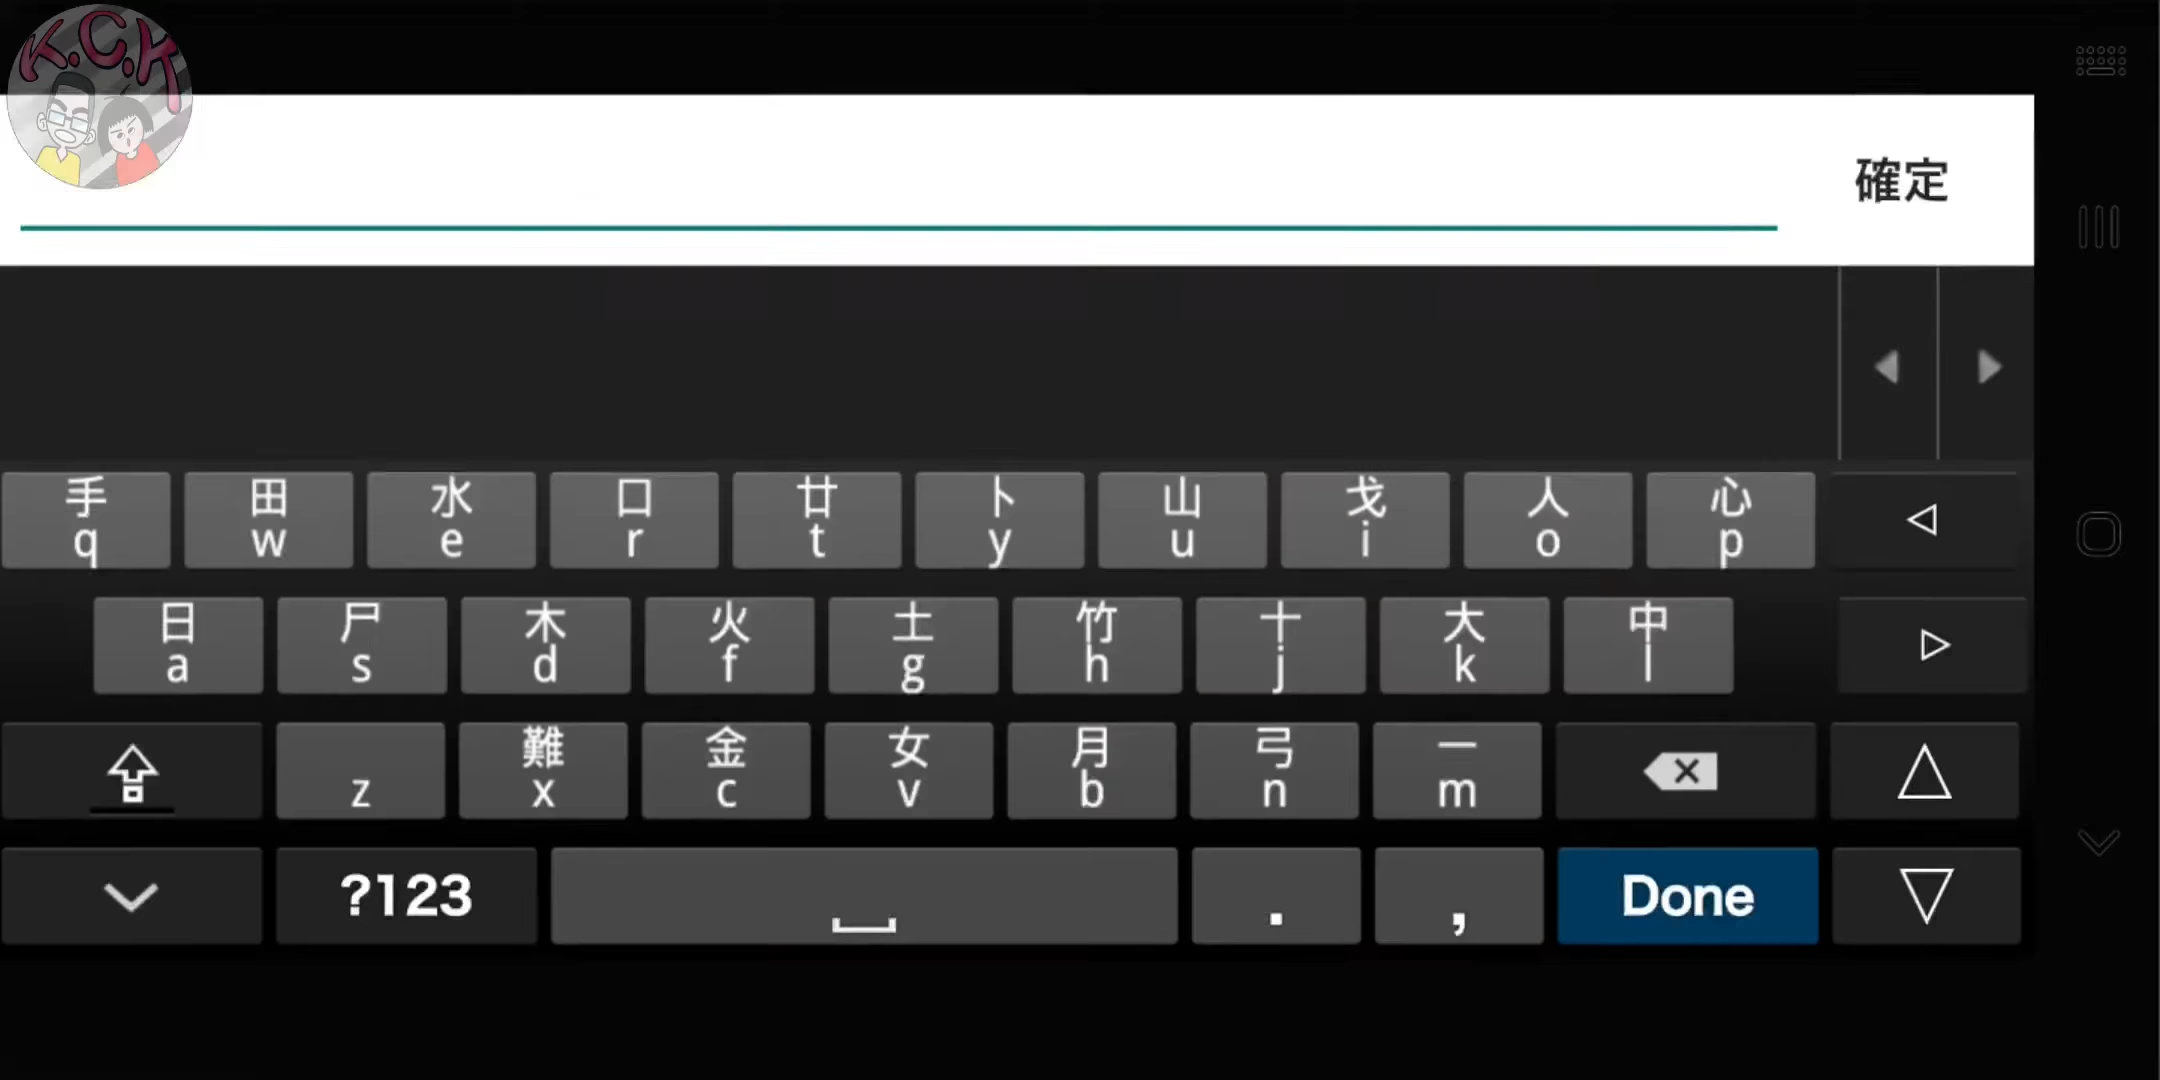 K.C.K
確定
手 田 水 口 廿 卜 山 戈 人 心
q w e r t y u i o p
日 尸 木 火 士 竹 十 大 中
a s d f g h j k l
難 金 女 月 弓 一
z x c v b n m
?123 . , Done